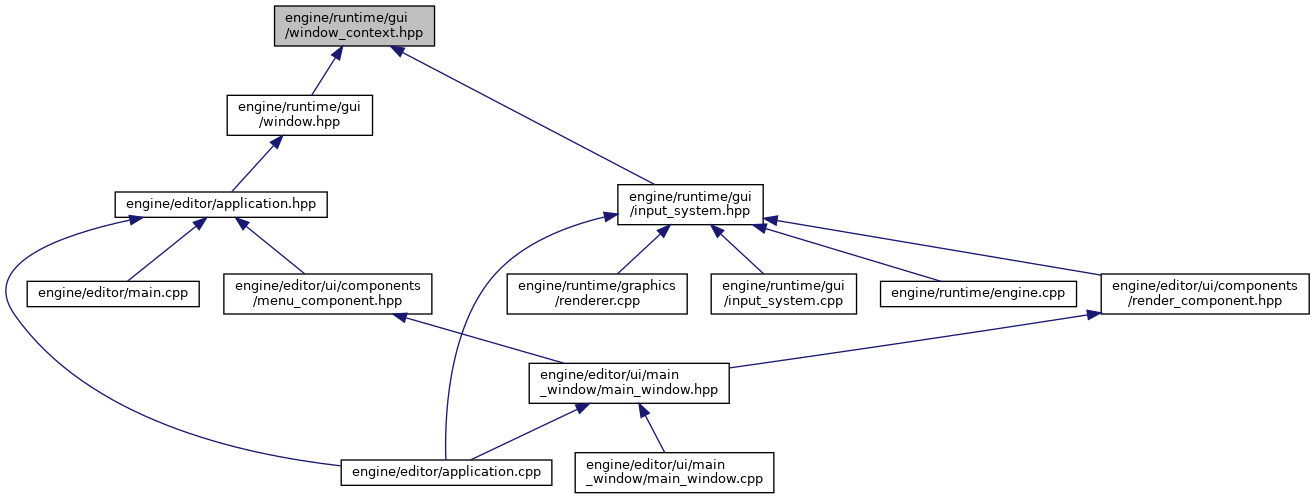 engine/runtime/gui
/window_context.hpp
engine/runtime/gui
/window.hpp
engine/editor/application.hpp
engine/runtime/gui
/input_system.hpp
engine/editor/main.cpp
engine/editor/ui/components
/menu_component.hpp
engine/runtime/graphics
/renderer.cpp
engine/runtime/gui
/input_system.cpp
engine/runtime/engine.cpp
engine/editor/ui/components
/render_component.hpp
engine/editor/ui/main
_window/main_window.hpp
engine/editor/application.cpp
engine/editor/ui/main
_window/main_window.cpp